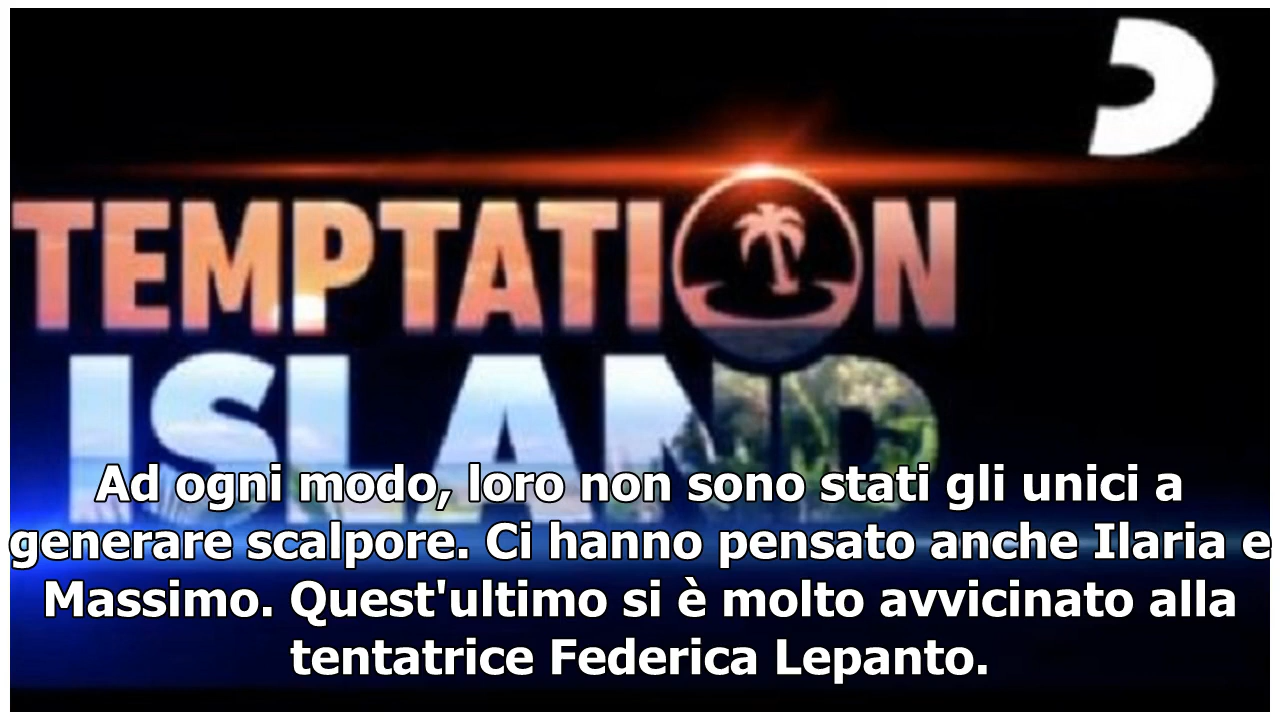 TEMPTATION
ISLAND
Ad ogni modo, loro non sono stati gli unici a
generare scalpore. Ci hanno pensato anche Ilaria e
Massimo. Quest'ultimo si è molto avvicinato alla
tentatrice Federica Lepanto.